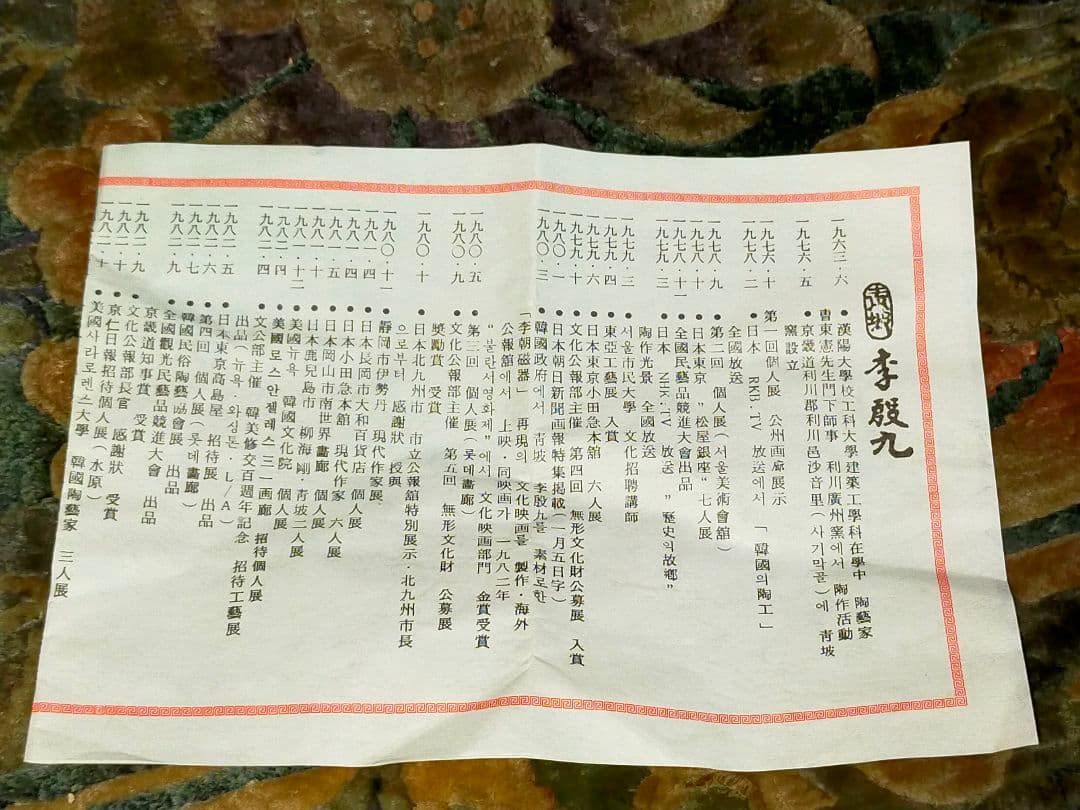 青坡 李殷九
一九六三·六 ● 漢陽大學校工科大學建築工學科在學中 陶藝家
曺東憲先生門下師事 利川廣州窯에서 陶作活動
一九七六·五 ● 京畿道利川郡利川邑沙音里(사기막골)에 青坡
窯設立
一九七六·10 第一回個人展 公州画廊展示
一九七八·二 ● 日本 RKB.TV 放送에서 「韓國의陶工」
全國放送
一九七八·九 ● 第二回 個人展(서울美術會舘)
一九七八·十 ● 日本東京 "松屋銀座"七人展
一九七八·十一 ● 全國民藝品競進大會出品
一九七九·三 ● 日本 NHK.TV 放送 "歷史의故鄕"
陶作光景 全國放送
一九七九·三 ● 서울市民大學 文化招聘講師
一九七九·四 ● 東亞工藝展 入賞
一九七九·六 ● 日本東京小田急本舘 六人展
一九七九·十 ● 文化公報部主催 第四回 無形文化財公募展 入賞
一九八〇·一 ● 日本朝日新聞画報特集揭載(一月五日字)
一九八〇·三 ● 韓國政府에서 青坡 李殷九를 素材로한
「李朝磁器」 再現의 文化映画를 製作·海外
公報舘에서 上映·同映画가 一九八二年
"불란서영화제"에서 文化映画部門 金賞受賞
一九八〇·五 ● 第三回 個人展(롯데畵廊)
一九八〇·九 ● 文化公報部主催 第五回 無形文化財 公募展
奬勵賞 受賞
一九八〇·十 ● 日本北九州市 市立公報舘特別展示·北九州市長
으로부터 感謝狀 授與
一九八〇·十一 ● 靜岡市伊勢丹 現代作家展
一九八一·四 ● 日本長岡市大和百貨店 個人展
一九八一·四 ● 日本小田急本舘 現代作家 六人展
一九八一·五 ● 日本岡山市南世界畵廊 個人展
一九八一·十 ● 日本鹿兒島市 柳海剛·青坡二人展
一九八一·十二 ● 美國뉴욕 韓國文化院 個人展
一九八二·四 ● 美國로스안젤레스三一画廊 招待個人展
一九八二·四 ● 文公部主催 韓美修交百週年記念 招待工藝展
出品(뉴욕 와싱톤 L/A)
一九八二·五 ● 日本東京高島屋 招待展 出品
一九八二·六 ● 第四回 個人展(롯데畵廊)
一九八二·七 ● 韓國民俗陶藝協會展 出品
一九八二·九 ● 全國觀光民藝品競進大會 出品
京畿道知事賞 受賞
一九八二·九 ● 文化公報部長官 感謝狀 受賞
一九八二·十 ● 京仁日報招待個人展(水原)
一九八二·十 ● 美國사라로렌스大學 韓國陶藝家 三人展